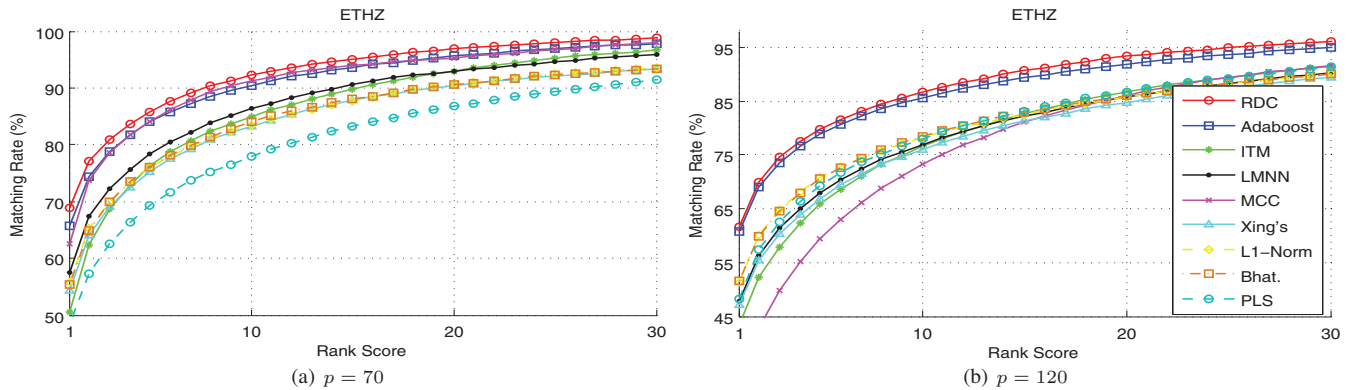 ETHZ
100
90
80
70
60
50
1
10
20
30
Matching Rate (%)
Rank Score
(a) p = 70
ETHZ
95
85
75
65
55
45
1
10
20
30
Matching Rate (%)
Rank Score
RDC
Adaboost
ITM
LMNN
MCC
Xing's
L1−Norm
Bhat.
PLS
(b) p = 120